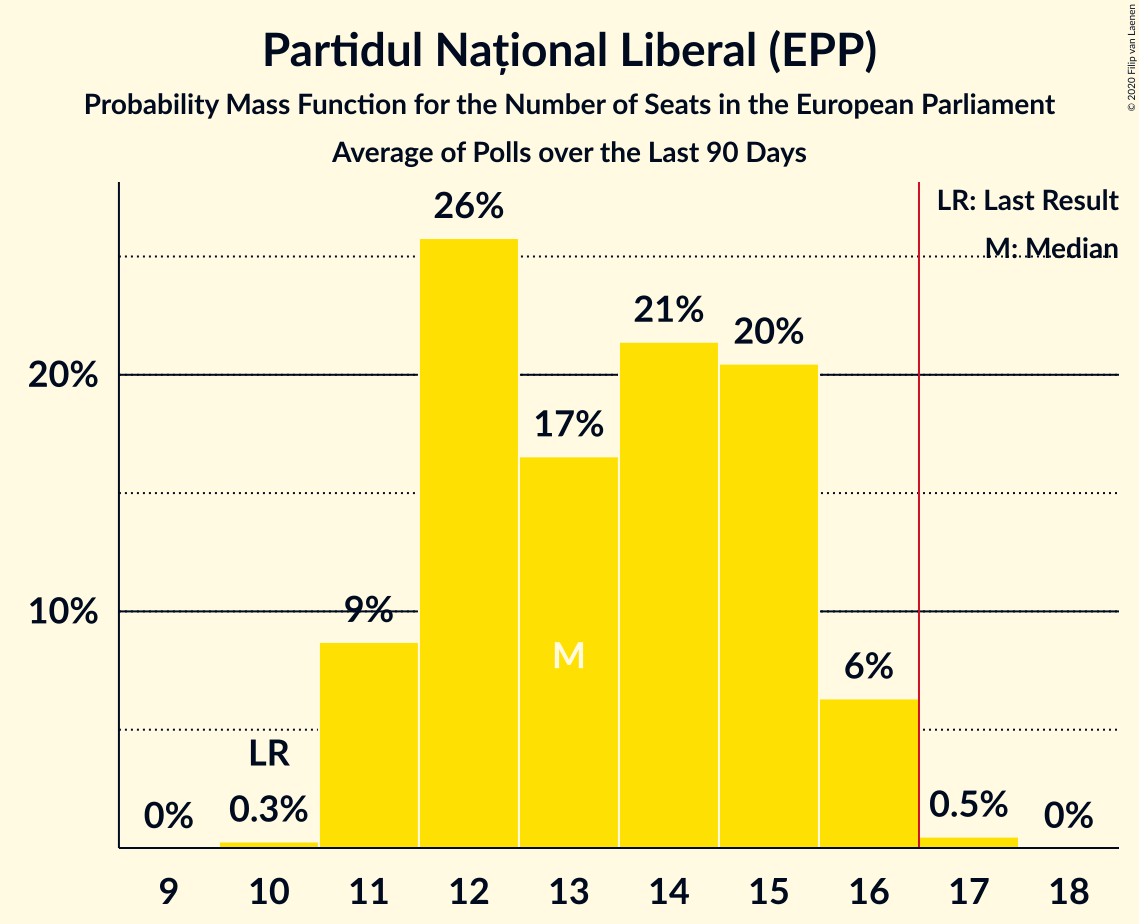 © 2020 Filip van Laenen
Partidul Național Liberal (EPP)
Probability Mass Function for the Number of Seats in the European Parliament
Average of Polls over the Last 90 Days
LR: Last Result
M: Median
26%
21%
20%
17%
9%
6%
0.3%
0.5%
0%
0%
LR
M
20%
10%
9 10 11 12 13 14 15 16 17 18